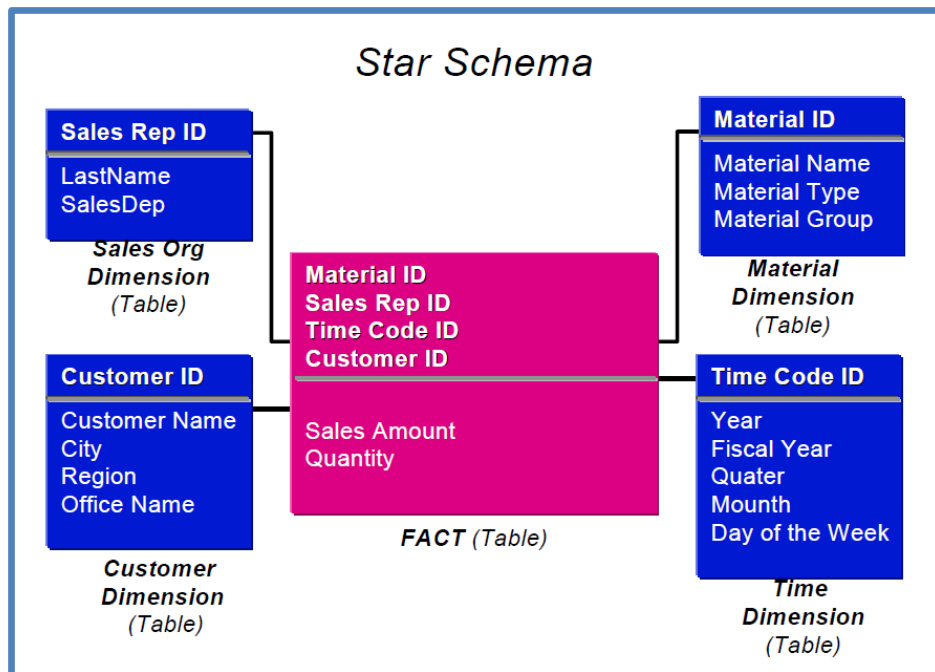 Star Schema
Sales Rep ID
LastName
SalesDep
Sales Org
Dimension
(Table)
Material ID
Material Name
Material Type
Material Group
Material
Dimension
(Table)
Material ID
Sales Rep ID
Time Code ID
Customer ID
Sales Amount
Quantity
FACT (Table)
Customer ID
Customer Name
City
Region
Office Name
Customer
Dimension
(Table)
Time Code ID
Year
Fiscal Year
Quater
Mounth
Day of the Week
Time
Dimension
(Table)